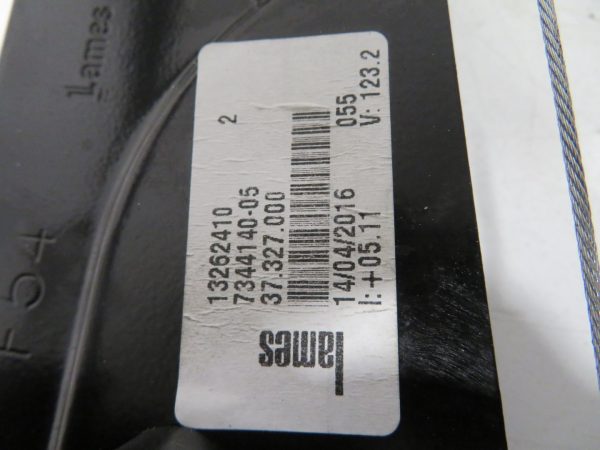 lames
F54
13262410 2
7344140-05
37.327.000
14/04/2016 055
I: +05.11 V: 123.2
lames